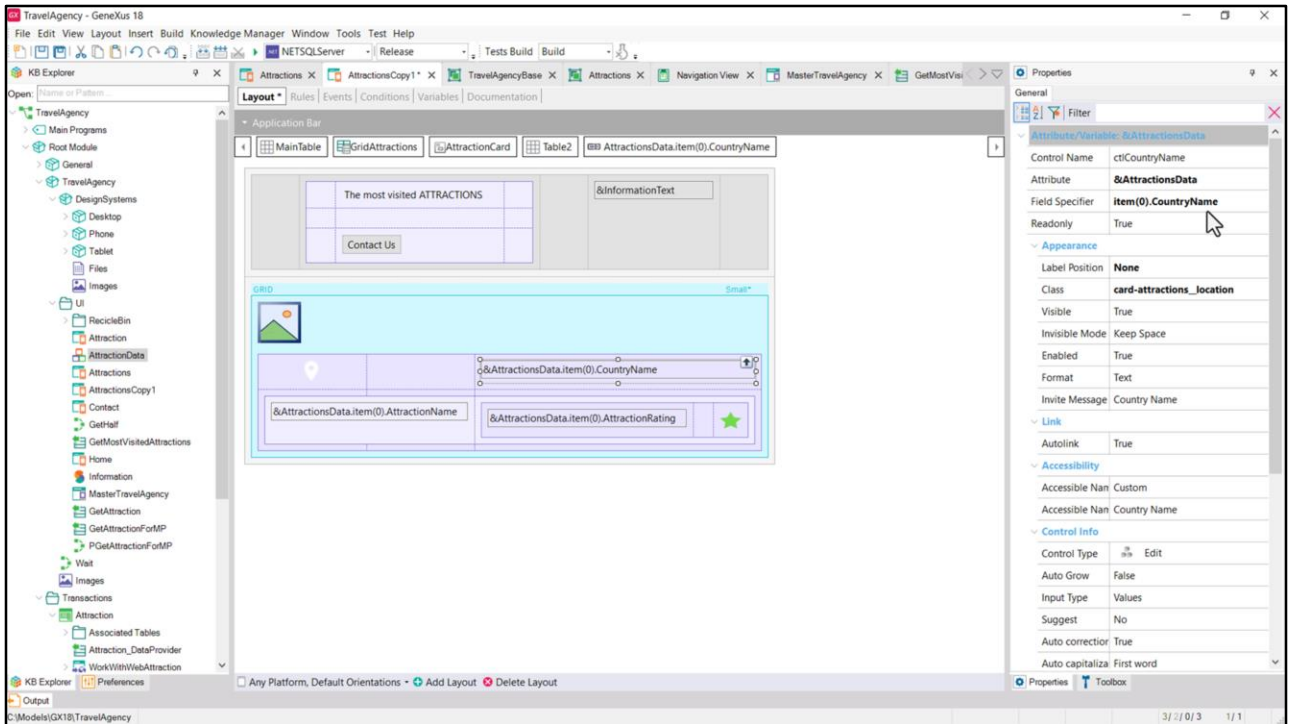 TravelAgency - GeneXus 18
File Edit View Layout Insert Build Knowledge Manager Window Tools Test Help
NETSQLServer Release Tests Build Build
KB Explorer
Open: Name or Pattern...
TravelAgency
Main Programs
Root Module
General
TravelAgency
DesignSystems
Desktop
Phone
Tablet
Files
Images
UI
RecicleBin
Attraction
AttractionData
Attractions
AttractionsCopy1
Contact
GetHalf
GetMostVisitedAttractions
Home
Information
MasterTravelAgency
GetAttraction
GetAttractionForMP
PGetAttractionForMP
Wait
Images
Transactions
Attraction
Associated Tables
Attraction_DataProvider
WorkWithWebAttraction
KB Explorer Preferences
Attractions X AttractionsCopy1* X TravelAgencyBase X Attractions X Navigation View X MasterTravelAgency X GetMostVisi
Layout * Rules Events Conditions Variables Documentation
Application Bar
MainTable GridAttractions AttractionCard Table2 AttractionsData.item(0).CountryName
The most visited ATTRACTIONS
&InformationText
Contact Us
GRID Small*
&AttractionsData.item(0).CountryName
&AttractionsData.item(0).AttractionName
&AttractionsData.item(0).AttractionRating
Any Platform, Default Orientations Add Layout Delete Layout
Properties
General
Filter
Attribute/Variable: &AttractionsData
Control Name ctlCountryName
Attribute &AttractionsData
Field Specifier item(0).CountryName
Readonly True
Appearance
Label Position None
Class card-attractions__location
Visible True
Invisible Mode Keep Space
Enabled True
Format Text
Invite Message Country Name
Link
Autolink True
Accessibility
Accessible Nam Custom
Accessible Nam Country Name
Control Info
Control Type Edit
Auto Grow False
Input Type Values
Suggest No
Auto correction True
Auto capitaliza First word
Properties Toolbox
Output
C:\Models\GX18\TravelAgency
3/ 2/ 0/ 3 1/ 1